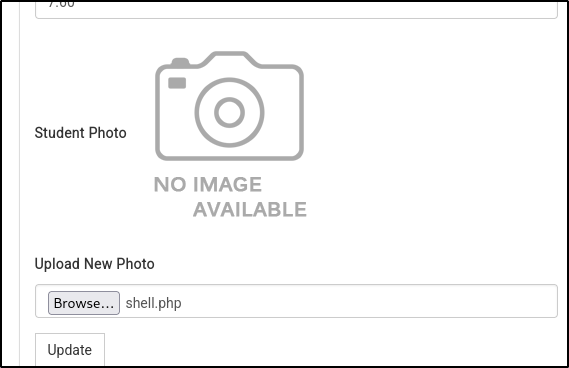 Student Photo
NO IMAGE
AVAILABLE
Upload New Photo
Browse... shell.php
Update